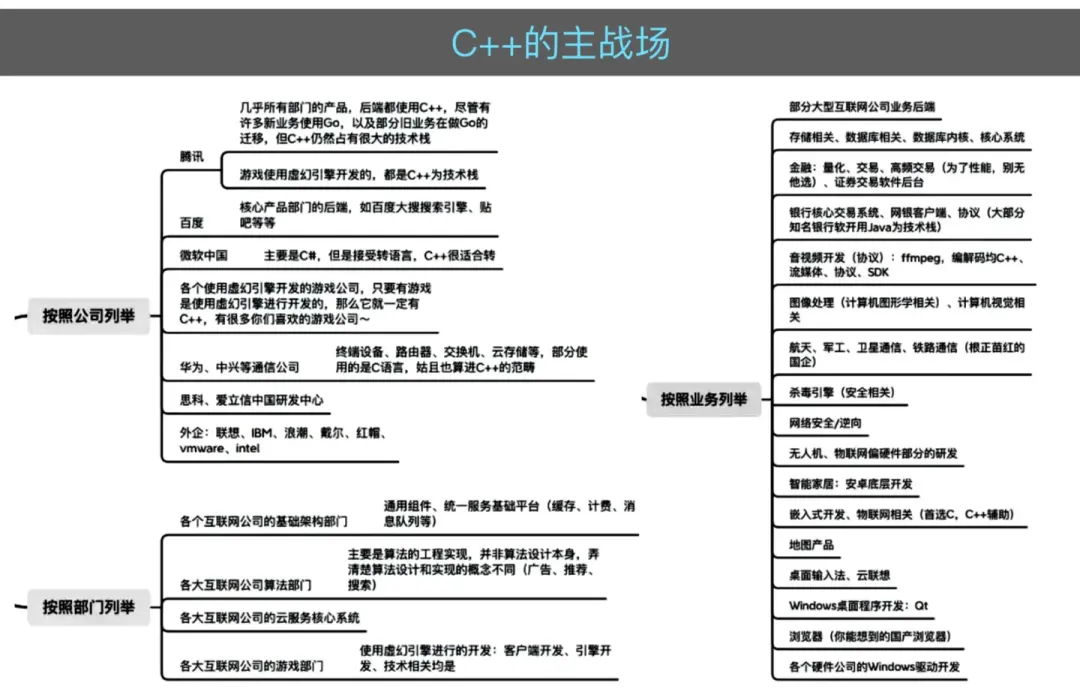 C++的主战场
按照公司列举
腾讯
几乎所有部门的产品，后端都使用C++，尽管有
许多新业务使用Go，以及部分旧业务在做Go的
迁移，但C++仍然占有很大的技术栈
游戏使用虚幻引擎开发的，都是C++为技术栈
百度
核心产品部门的后端，如百度大搜搜索引擎、贴
吧等等
微软中国
主要是C#，但是接受转语言，C++很适合转
各个使用虚幻引擎开发的游戏公司，只要有游戏
是使用虚幻引擎进行开发的，那么它就一定有
C++，有很多你们喜欢的游戏公司～
华为、中兴等通信公司
终端设备、路由器、交换机、云存储等，部分使
用的是C语言，姑且也算进C++的范畴
思科、爱立信中国研发中心
外企：联想、IBM、浪潮、戴尔、红帽、
vmware、intel
按照部门列举
各个互联网公司的基础架构部门
通用组件、统一服务基础平台（缓存、计费、消
息队列等）
各大互联网公司算法部门
主要是算法的工程实现，并非算法设计本身，弄
清楚算法设计和实现的概念不同（广告、推荐、
搜索）
各大互联网公司的云服务核心系统
各大互联网公司的游戏部门
使用虚幻引擎进行的开发：客户端开发、引擎开
发、技术相关均是
按照业务列举
部分大型互联网公司业务后端
存储相关、数据库相关、数据库内核、核心系统
金融：量化、交易、高频交易（为了性能，别无
他选）、证券交易软件后台
银行核心交易系统、网银客户端、协议（大部分
知名银行软开用Java为技术栈）
音视频开发（协议）：ffmpeg，编解码均C++、
流媒体、协议、SDK
图像处理（计算机图形学相关）、计算机视觉相
关
航天、军工、卫星通信、铁路通信（根正苗红的
国企）
杀毒引擎（安全相关）
网络安全/逆向
无人机、物联网偏硬件部分的研发
智能家居：安卓底层开发
嵌入式开发、物联网相关（首选C，C++辅助）
地图产品
桌面输入法、云联想
Windows桌面程序开发：Qt
浏览器（你能想到的国产浏览器）
各个硬件公司的Windows驱动开发